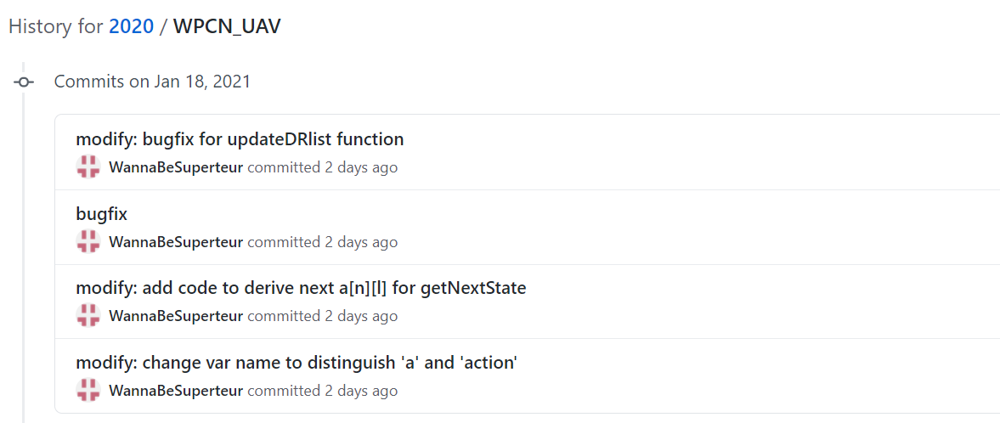 History for 2020 / WPCN_UAV
Commits on Jan 18, 2021
modify: bugfix for updateDRlist function
WannaBeSuperteur committed 2 days ago
bugfix
WannaBeSuperteur committed 2 days ago
modify: add code to derive next a[n][l] for getNextState
WannaBeSuperteur committed 2 days ago
modify: change var name to distinguish 'a' and 'action'
WannaBeSuperteur committed 2 days ago